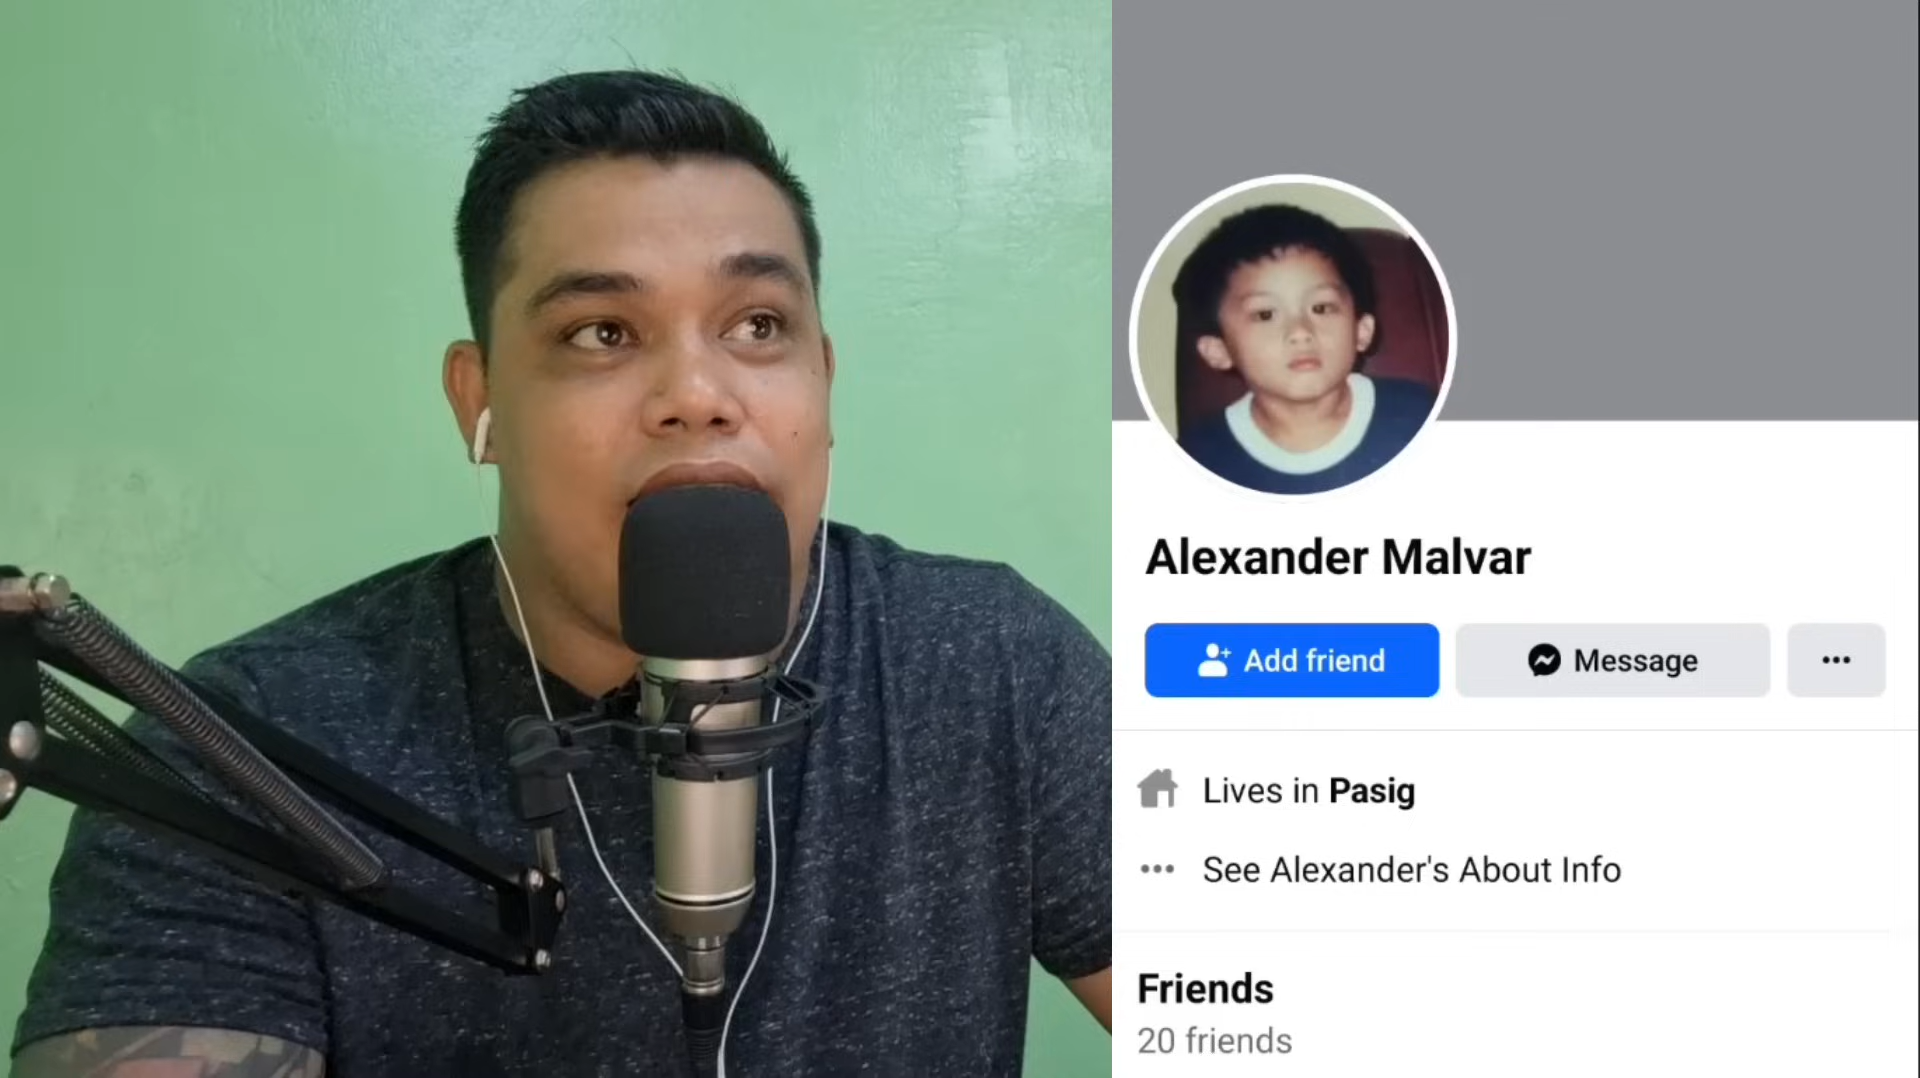 Alexander Malvar
Add friend
Message
Lives in Pasig
See Alexander's About Info
Friends
20 friends